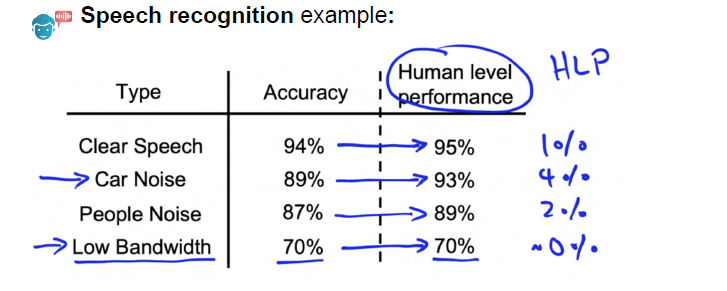 Speech recognition example:
Type Accuracy Human level performance HLP
Clear Speech 94% 95% 1%
Car Noise 89% 93% 4%
People Noise 87% 89% 2%
Low Bandwidth 70% 70% ~0%